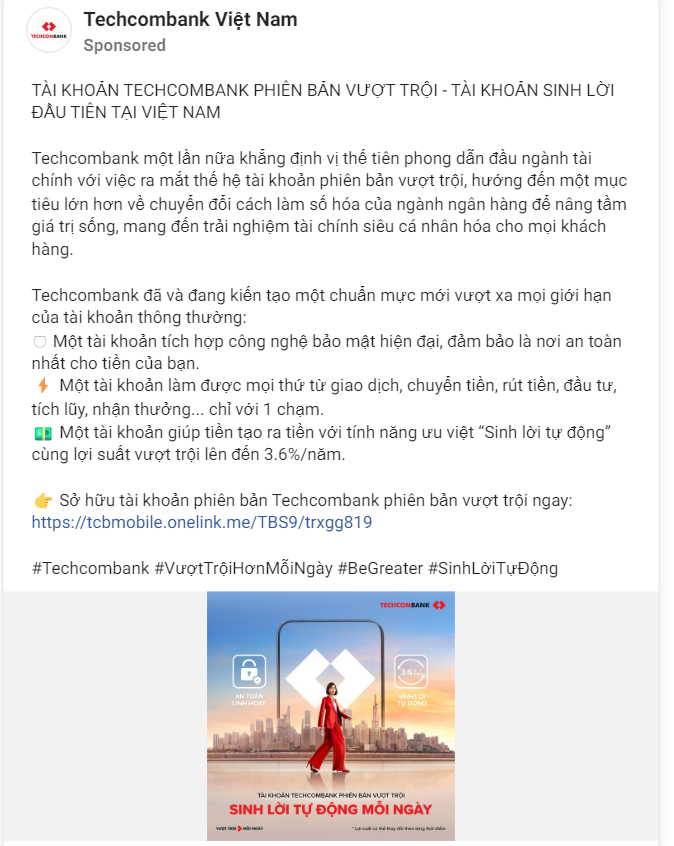 Techcombank Việt Nam
TECHCOMBANK
Sponsored
TÀI KHOẢN TECHCOMBANK PHIÊN BẢN VƯỢT TRỘI - TÀI KHOẢN SINH LỜI
ĐẦU TIÊN TẠI VIỆT NAM
Techcombank một lần nữa khẳng định vị thế tiên phong dẫn đầu ngành tài
chính với việc ra mắt thế hệ tài khoản phiên bản vượt trội, hướng đến một mục
tiêu lớn hơn về chuyển đổi cách làm số hóa của ngành ngân hàng để nâng tầm
giá trị sống, mang đến trải nghiệm tài chính siêu cá nhân hóa cho mọi khách
hàng.
Techcombank đã và đang kiến tạo một chuẩn mực mới vượt xa mọi giới hạn
của tài khoản thông thường:
Một tài khoản tích hợp công nghệ bảo mật hiện đại, đảm bảo là nơi an toàn
nhất cho tiền của bạn.
⚡ Một tài khoản làm được mọi thứ từ giao dịch, chuyển tiền, rút tiền, đầu tư,
tích lũy, nhận thưởng... chỉ với 1 chạm.
💵 Một tài khoản giúp tiền tạo ra tiền với tính năng ưu việt “Sinh lời tự động”
cùng lợi suất vượt trội lên đến 3.6%/năm.
👉 Sở hữu tài khoản phiên bản Techcombank phiên bản vượt trội ngay:
https://tcbmobile.onelink.me/TBS9/trxgg819
#Techcombank #VượtTrộiHơnMỗiNgày #BeGreater #SinhLờiTựĐộng
TECHCOMBANK
AN TOÀN
LINH HOẠT
3.6%
SINH LỜI
TỰ ĐỘNG
TÀI KHOẢN TECHCOMBANK PHIÊN BẢN VƯỢT TRỘI
SINH LỜI TỰ ĐỘNG MỖI NGÀY
VƯỢT TRỘI MỖI NGÀY
* Lợi suất có thể thay đổi theo từng thời điểm